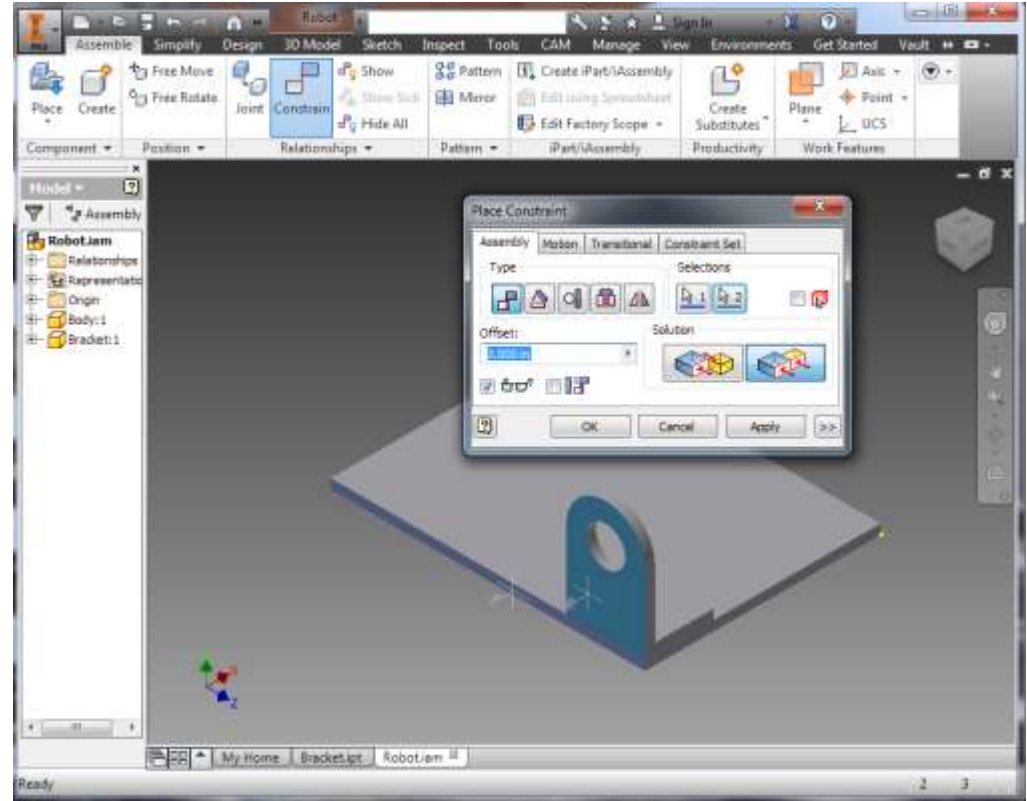 PRO
Robot
Sign In
Assemble Simplify Design 3D Model Sketch Inspect Tools CAM Manage View Environments Get Started Vault
Free Move Show Pattern Create iPart/iAssembly Axis
Free Rotate Mirror Point
Place Create Joint Constrain Hide All Edit Factory Scope Create Substitutes Plane UCS
Component Position Relationships Pattern iPart/iAssembly Productivity Work Features
Model
Assembly
Robot.iam
Relationships
Representatio
Origin
Body:1
Bracket:1
Place Constraint
Assembly Motion Transitional Constraint Set
Type Selections
1 2
Offset: Solution
OK Cancel Apply >>
Z
My Home Bracket.ipt Robot.iam
Ready 2 3